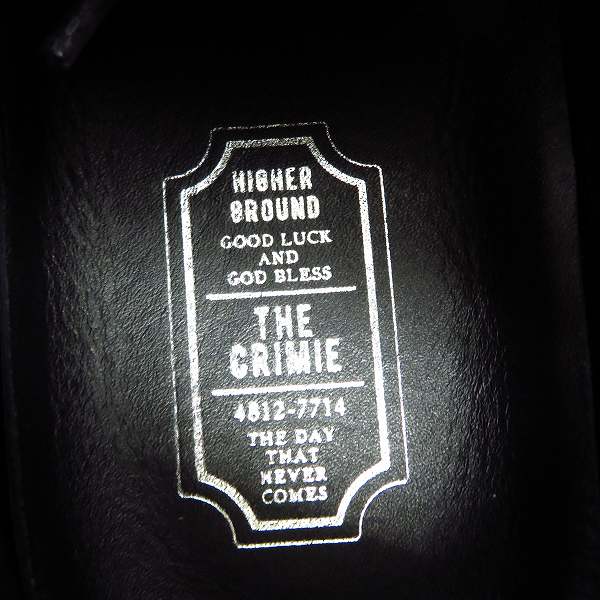 HIGHER
GROUND
GOOD LUCK
AND
GOD BLESS
THE
CRIMIE
4812-7714
THE DAY
THAT
NEVER
COMES